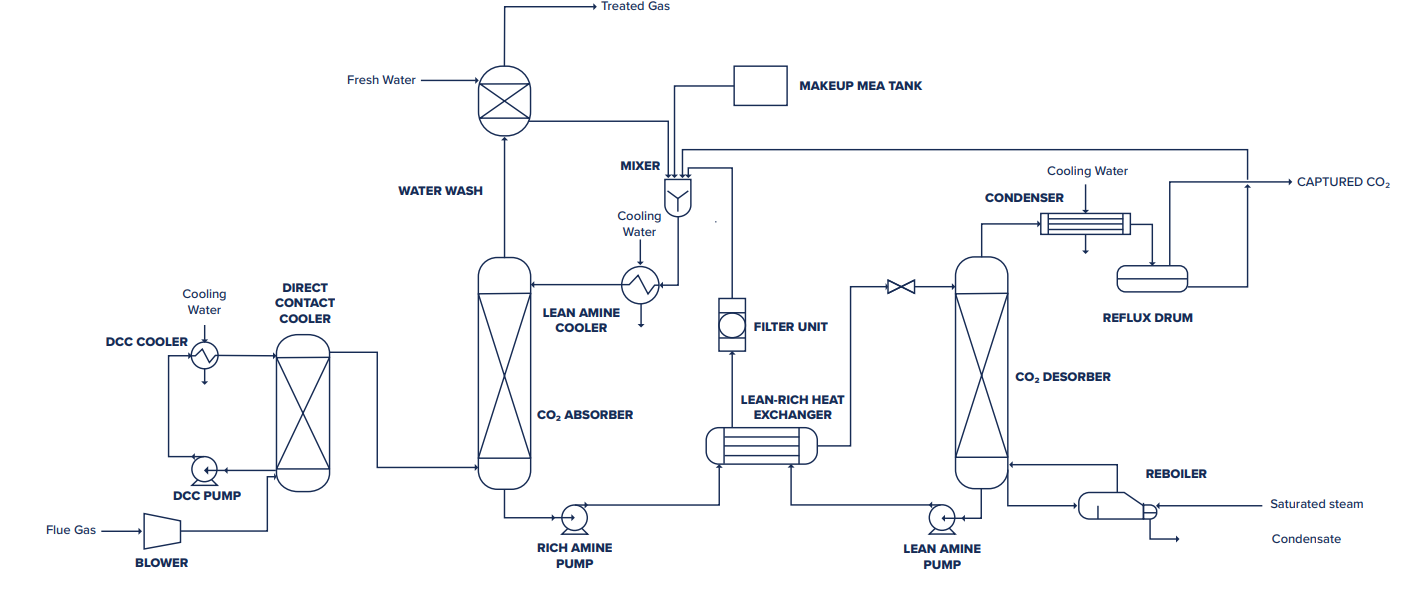 Treated Gas
Fresh Water
MAKEUP MEA TANK
MIXER
WATER WASH
Cooling Water
CAPTURED CO₂
CONDENSER
Cooling
Water
DIRECT
CONTACT
COOLER
Cooling
Water
LEAN AMINE
COOLER
FILTER UNIT
REFLUX DRUM
DCC COOLER
CO₂ DESORBER
LEAN-RICH HEAT
EXCHANGER
CO₂ ABSORBER
REBOILER
DCC PUMP
Saturated steam
Flue Gas
BLOWER
RICH AMINE
PUMP
LEAN AMINE
PUMP
Condensate